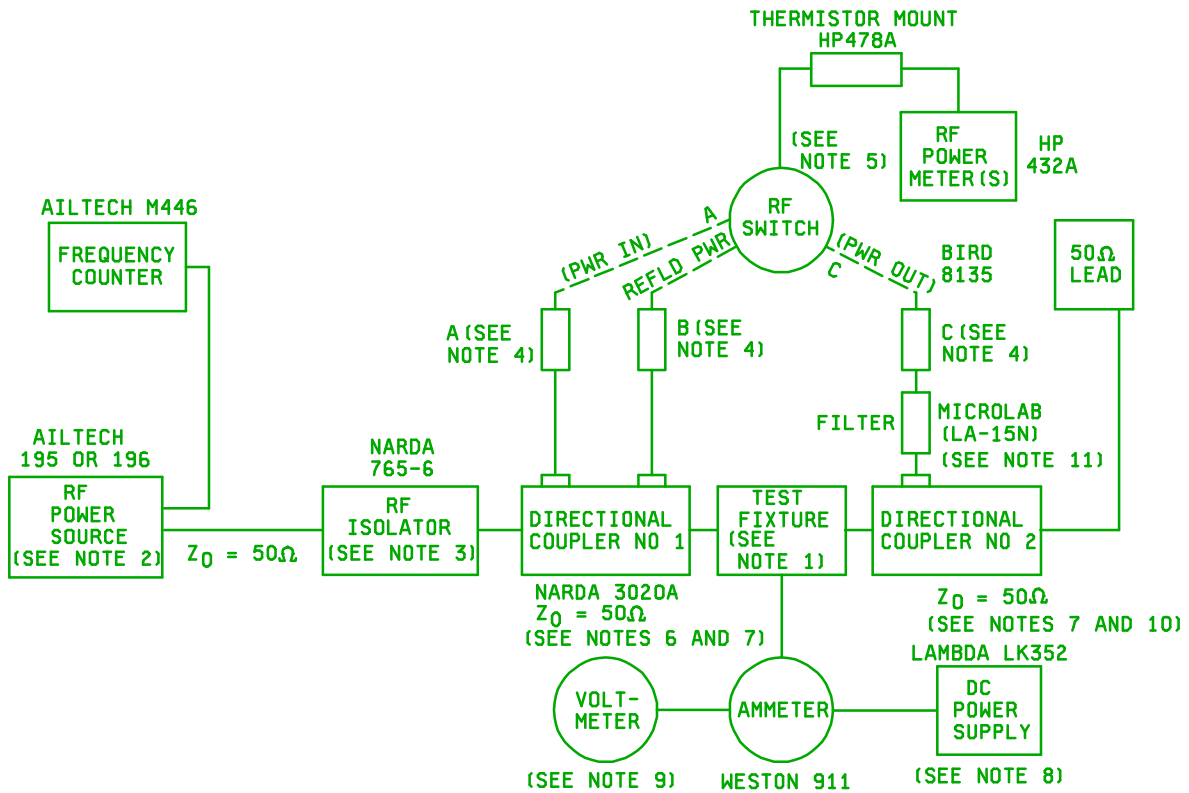 THERMISTOR MOUNT
HP478A
(SEE
NOTE 5)
RF
POWER
METER(S)
HP
432A
AILTECH M446
FREQUENCY
COUNTER
RF
SWITCH
A
(PWR IN)
REFLD PWR
(PWR OUT)
C
BIRD
8135
50Ω
LEAD
A(SEE
NOTE 4)
B(SEE
NOTE 4)
C(SEE
NOTE 4)
FILTER
MICROLAB
(LA-15N)
(SEE NOTE 11)
AILTECH
195 OR 196
RF
POWER
SOURCE
(SEE NOTE 2)
ZO = 50Ω
NARDA
765-6
RF
ISOLATOR
(SEE NOTE 3)
DIRECTIONAL
COUPLER NO 1
NARDA 3020A
ZO = 50Ω
(SEE NOTES 6 AND 7)
TEST
FIXTURE
(SEE
NOTE 1)
DIRECTIONAL
COUPLER NO 2
ZO = 50Ω
(SEE NOTES 7 AND 10)
VOLT-
METER
(SEE NOTE 9)
AMMETER
WESTON 911
LAMBDA LK352
DC
POWER
SUPPLY
(SEE NOTE 8)